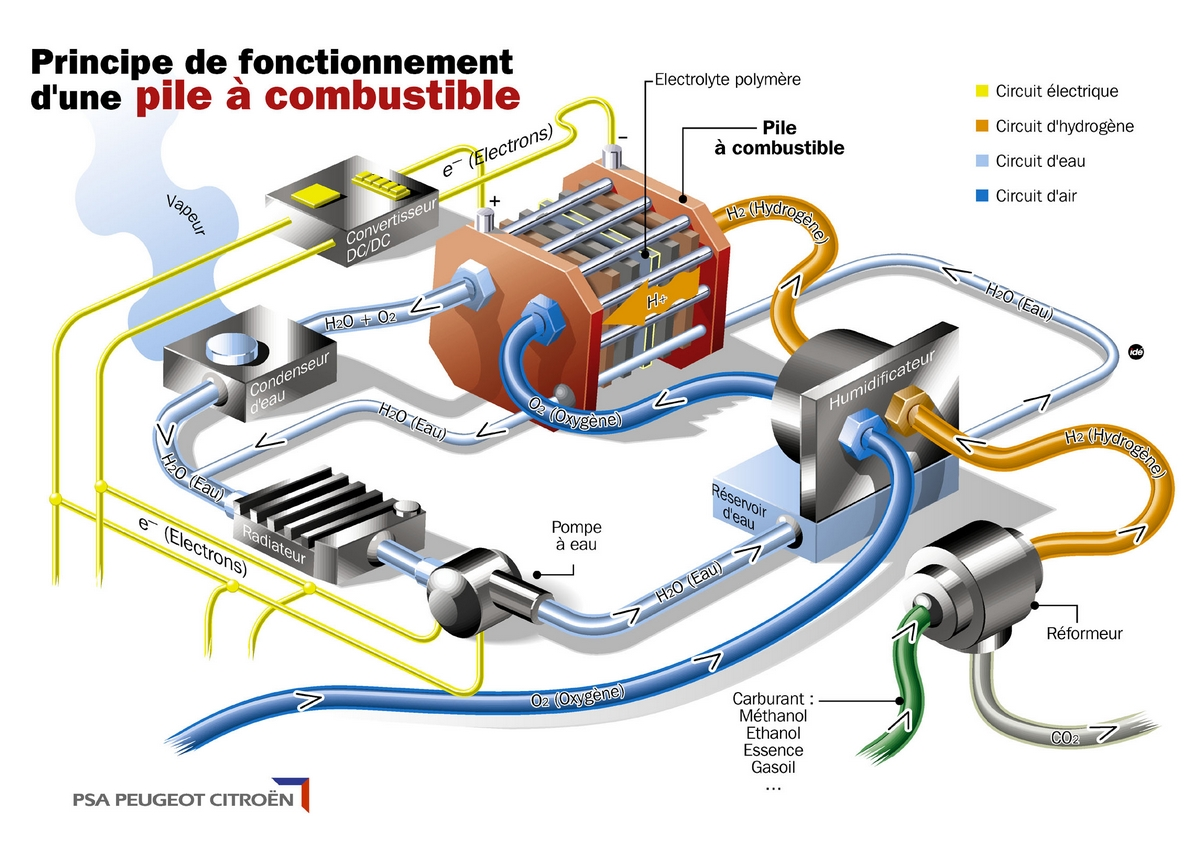 Principe de fonctionnement
d'une pile à combustible
Electrolyte polymère
Pile
à combustible
Circuit électrique
Circuit d'hydrogène
Circuit d'eau
Circuit d'air
e– (Electrons)
–
+
Vapeur
Convertisseur
DC/DC
H2 (Hydrogène)
H+
H2O (Eau)
H2O + O2
idé
Condenseur
d'eau
Humidificateur
O2 (Oxygène)
H2O (Eau)
H2 (Hydrogène)
H2O (Eau)
Réservoir
d'eau
e– (Electrons)
Radiateur
Pompe
à eau
H2O (Eau)
Réformeur
O2 (Oxygène)
Carburant :
Méthanol
Ethanol
Essence
Gasoil
...
CO2
PSA PEUGEOT CITROËN